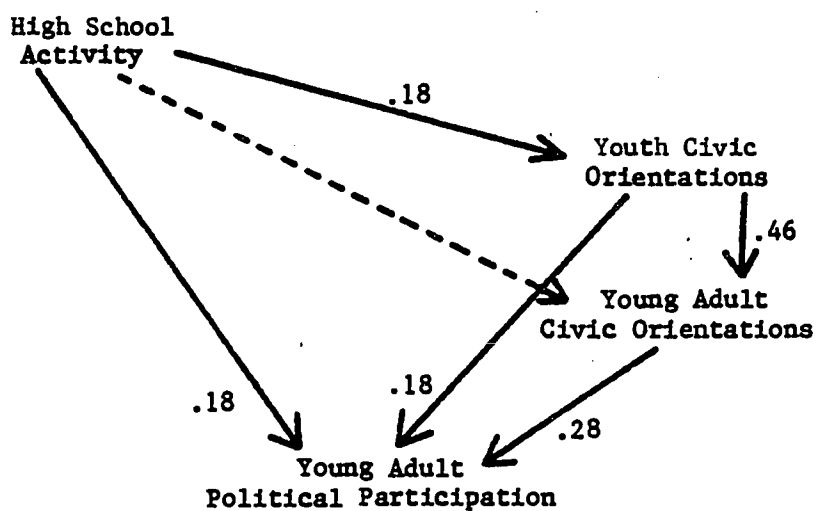 High School
Activity
.18
Youth Civic
Orientations
.46
Young Adult
Civic Orientations
.18
.18
.28
Young Adult
Political Participation